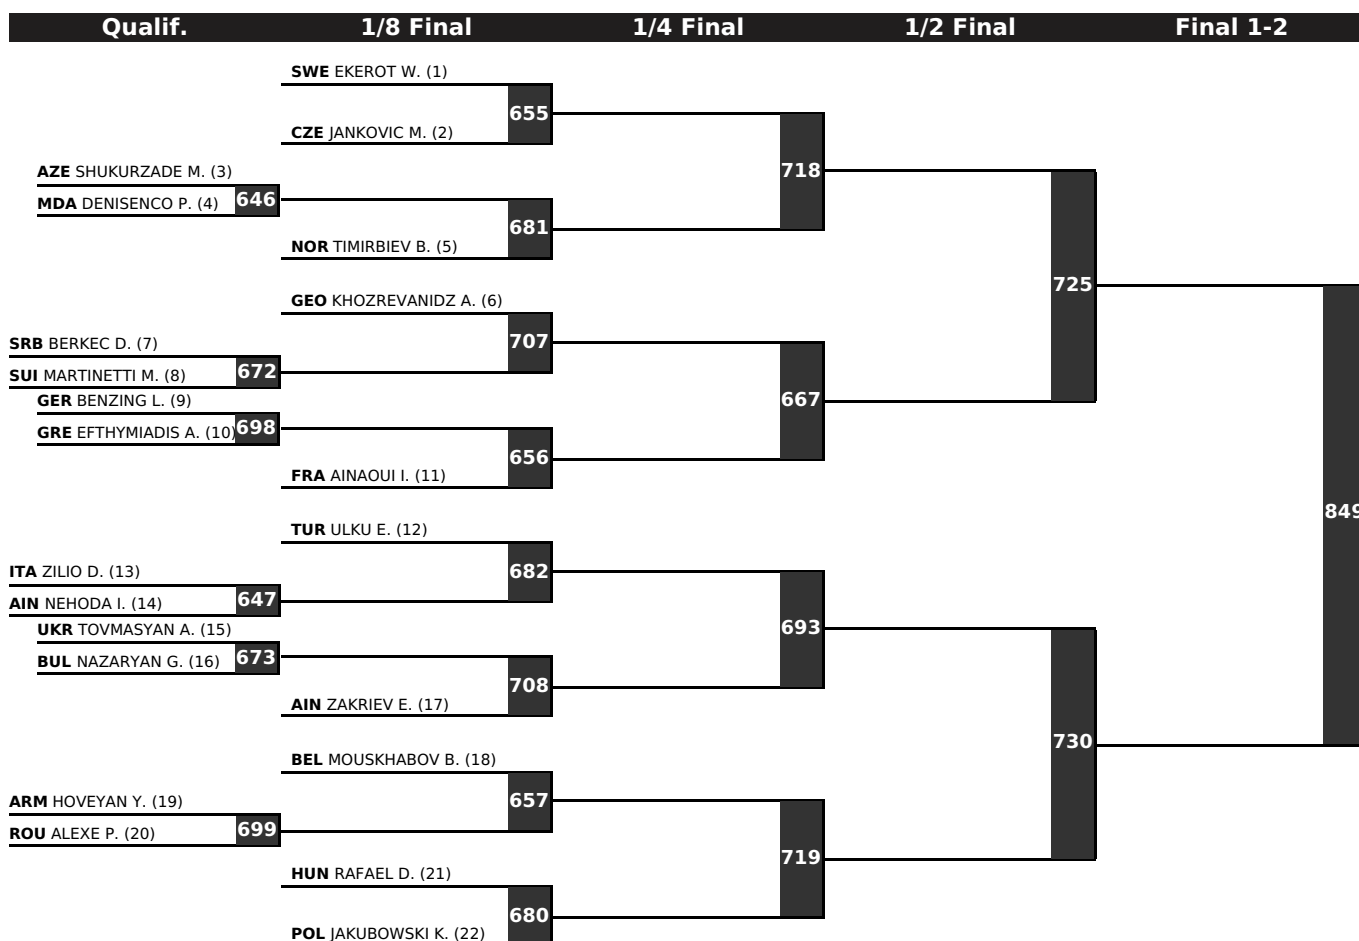 Qualif. 1/8 Final 1/4 Final 1/2 Final Final 1-2
SWE EKEROT W. (1)
655
CZE JANKOVIC M. (2)
AZE SHUKURZADE M. (3)
718
MDA DENISENCO P. (4) 646
681
NOR TIMIRBIEV B. (5)
725
GEO KHOZREVANIDZ A. (6)
707
SRB BERKEC D. (7)
SUI MARTINETTI M. (8) 672
GER BENZING L. (9)
667
GRE EFTHYMIADIS A. (10) 698
656
FRA AINAOUI I. (11)
849
TUR ULKU E. (12)
682
ITA ZILIO D. (13)
AIN NEHODA I. (14) 647
UKR TOVMASYAN A. (15)
693
BUL NAZARYAN G. (16) 673
708
AIN ZAKRIEV E. (17)
730
BEL MOUSKHABOV B. (18)
657
ARM HOVEYAN Y. (19)
ROU ALEXE P. (20) 699
719
HUN RAFAEL D. (21)
680
POL JAKUBOWSKI K. (22)